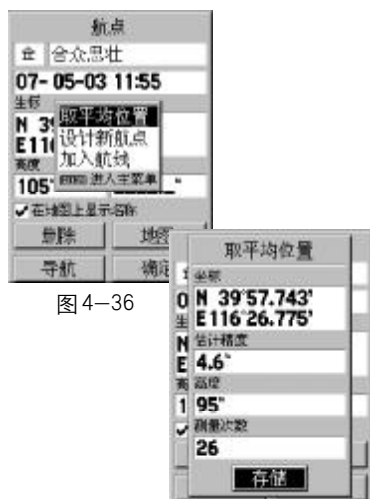 航点
合众思壮
07-05-03 11:55
坐标
N 39
E116
取平均位置
设计新航点
加入航线
进入主菜单
高度
105
✓在地图上显示名称
删除 地图
导航 确定
图4-36
取平均位置
坐标
N 39°57.743'
E116°26.775'
估计精度
4.6
高度
95
测量次数
26
存储